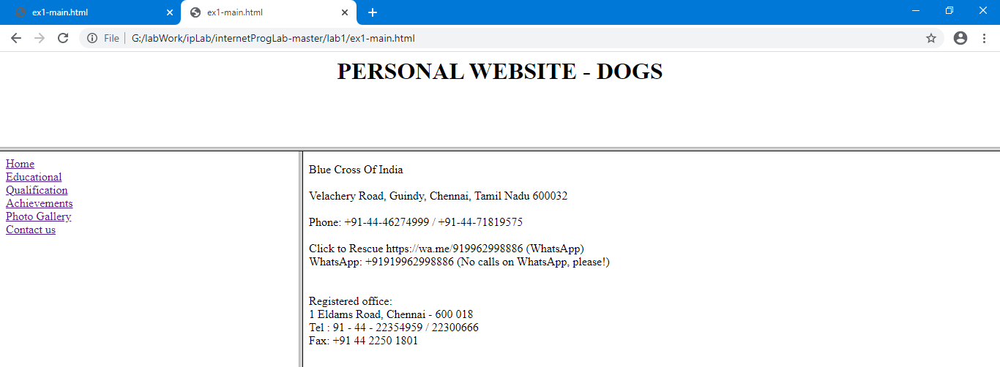 ex1-main.html
ex1-main.html
File
G:/labWork/ipLab/internetProgLab-master/lab1/ex1-main.html
PERSONAL WEBSITE - DOGS
Home
Educational
Qualification
Achievements
Photo Gallery
Contact us
Blue Cross Of India
Velachery Road, Guindy, Chennai, Tamil Nadu 600032
Phone: +91-44-46274999 / +91-44-71819575
Click to Rescue https://wa.me/919962998886 (WhatsApp)
WhatsApp: +91919962998886 (No calls on WhatsApp, please!)
Registered office:
1 Eldams Road, Chennai - 600 018
Tel : 91 - 44 - 22354959 / 22300666
Fax: +91 44 2250 1801